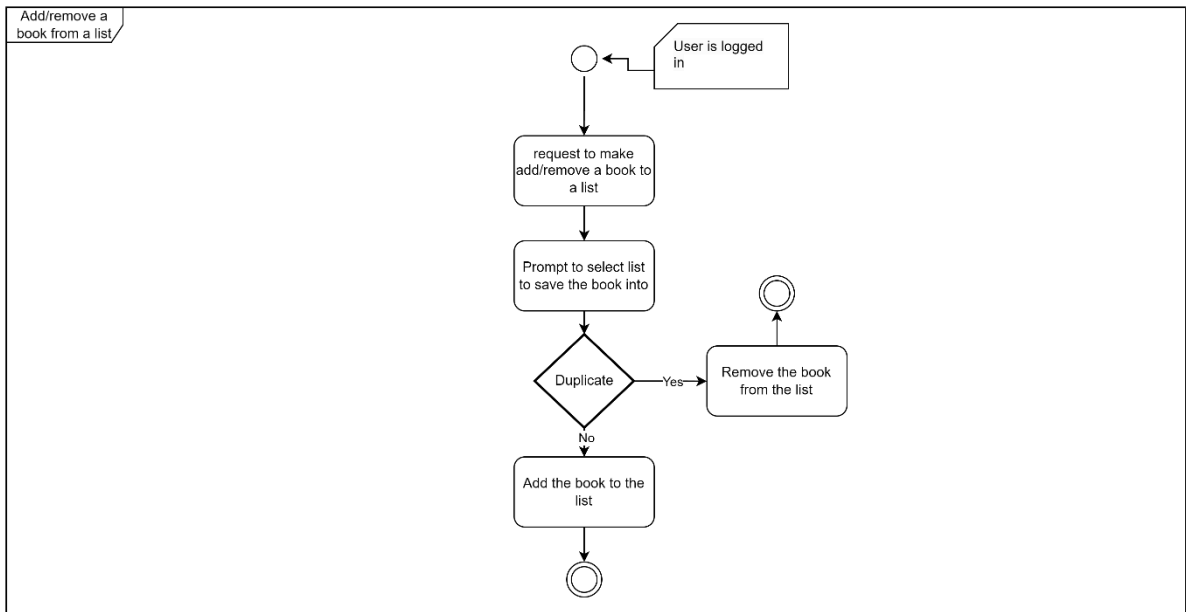 Add/remove a
book from a list
User is logged
in
request to make
add/remove a book to
a list
Prompt to select list
to save the book into
Duplicate
Yes
Remove the book
from the list
No
Add the book to the
list